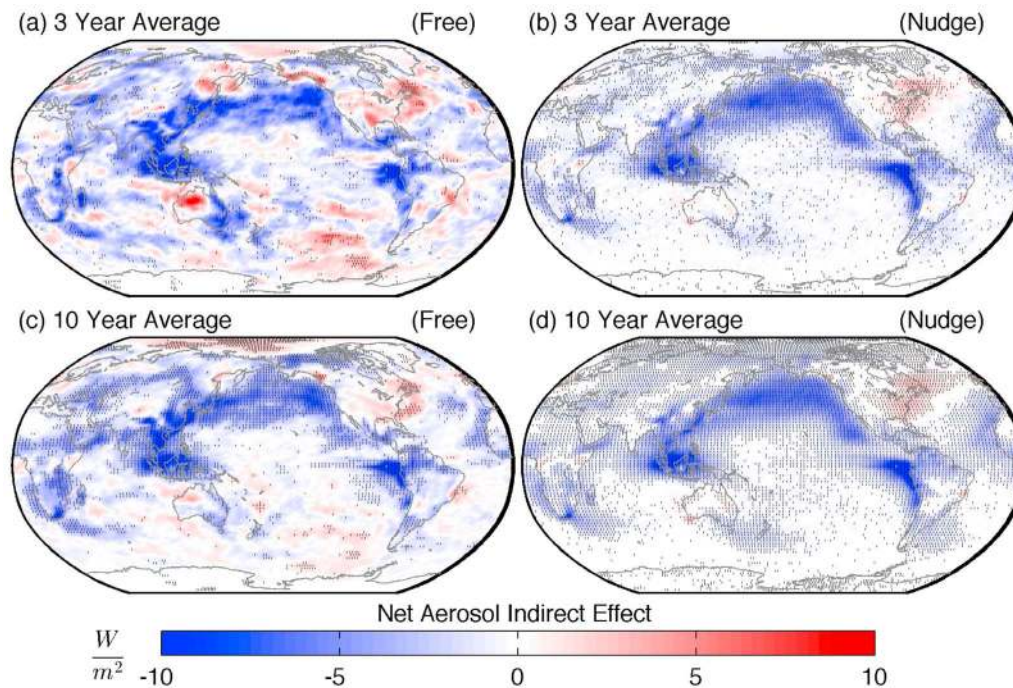 (a) 3 Year Average (Free)
(b) 3 Year Average (Nudge)
(c) 10 Year Average (Free)
(d) 10 Year Average (Nudge)
Net Aerosol Indirect Effect
W
m²
-10 -5 0 5 10